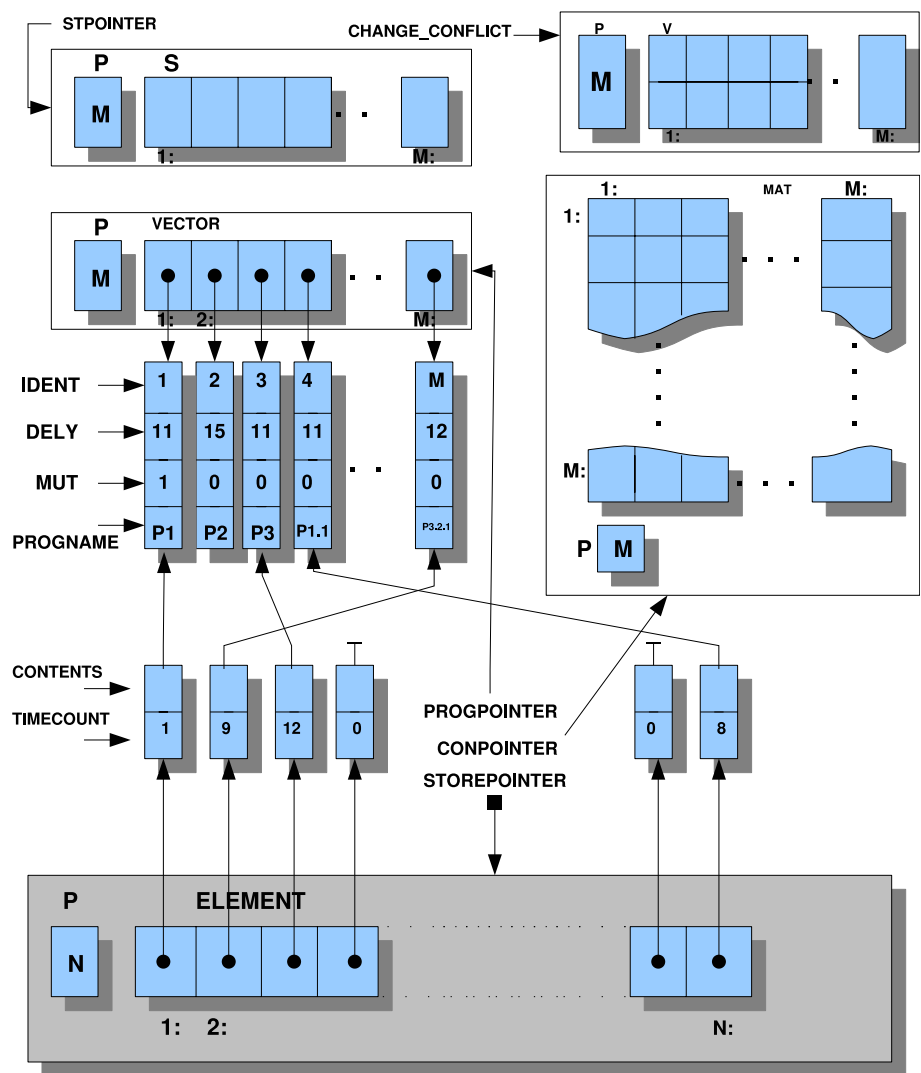 STPOINTER
CHANGE_CONFLICT
P S
M
1: M:
P V
M
1: M:
1: MAT M:
1:
M:
P M
P VECTOR
M
1: 2: M:
IDENT 1 2 3 4 M
DELY 11 15 11 11 12
MUT 1 0 0 0 0
PROGNAME P1 P2 P3 P1.1 P3.2.1
CONTENTS
TIMECOUNT 1 9 12 0 0 8
PROGPOINTER
CONPOINTER
STOREPOINTER
P ELEMENT
N
1: 2: N: